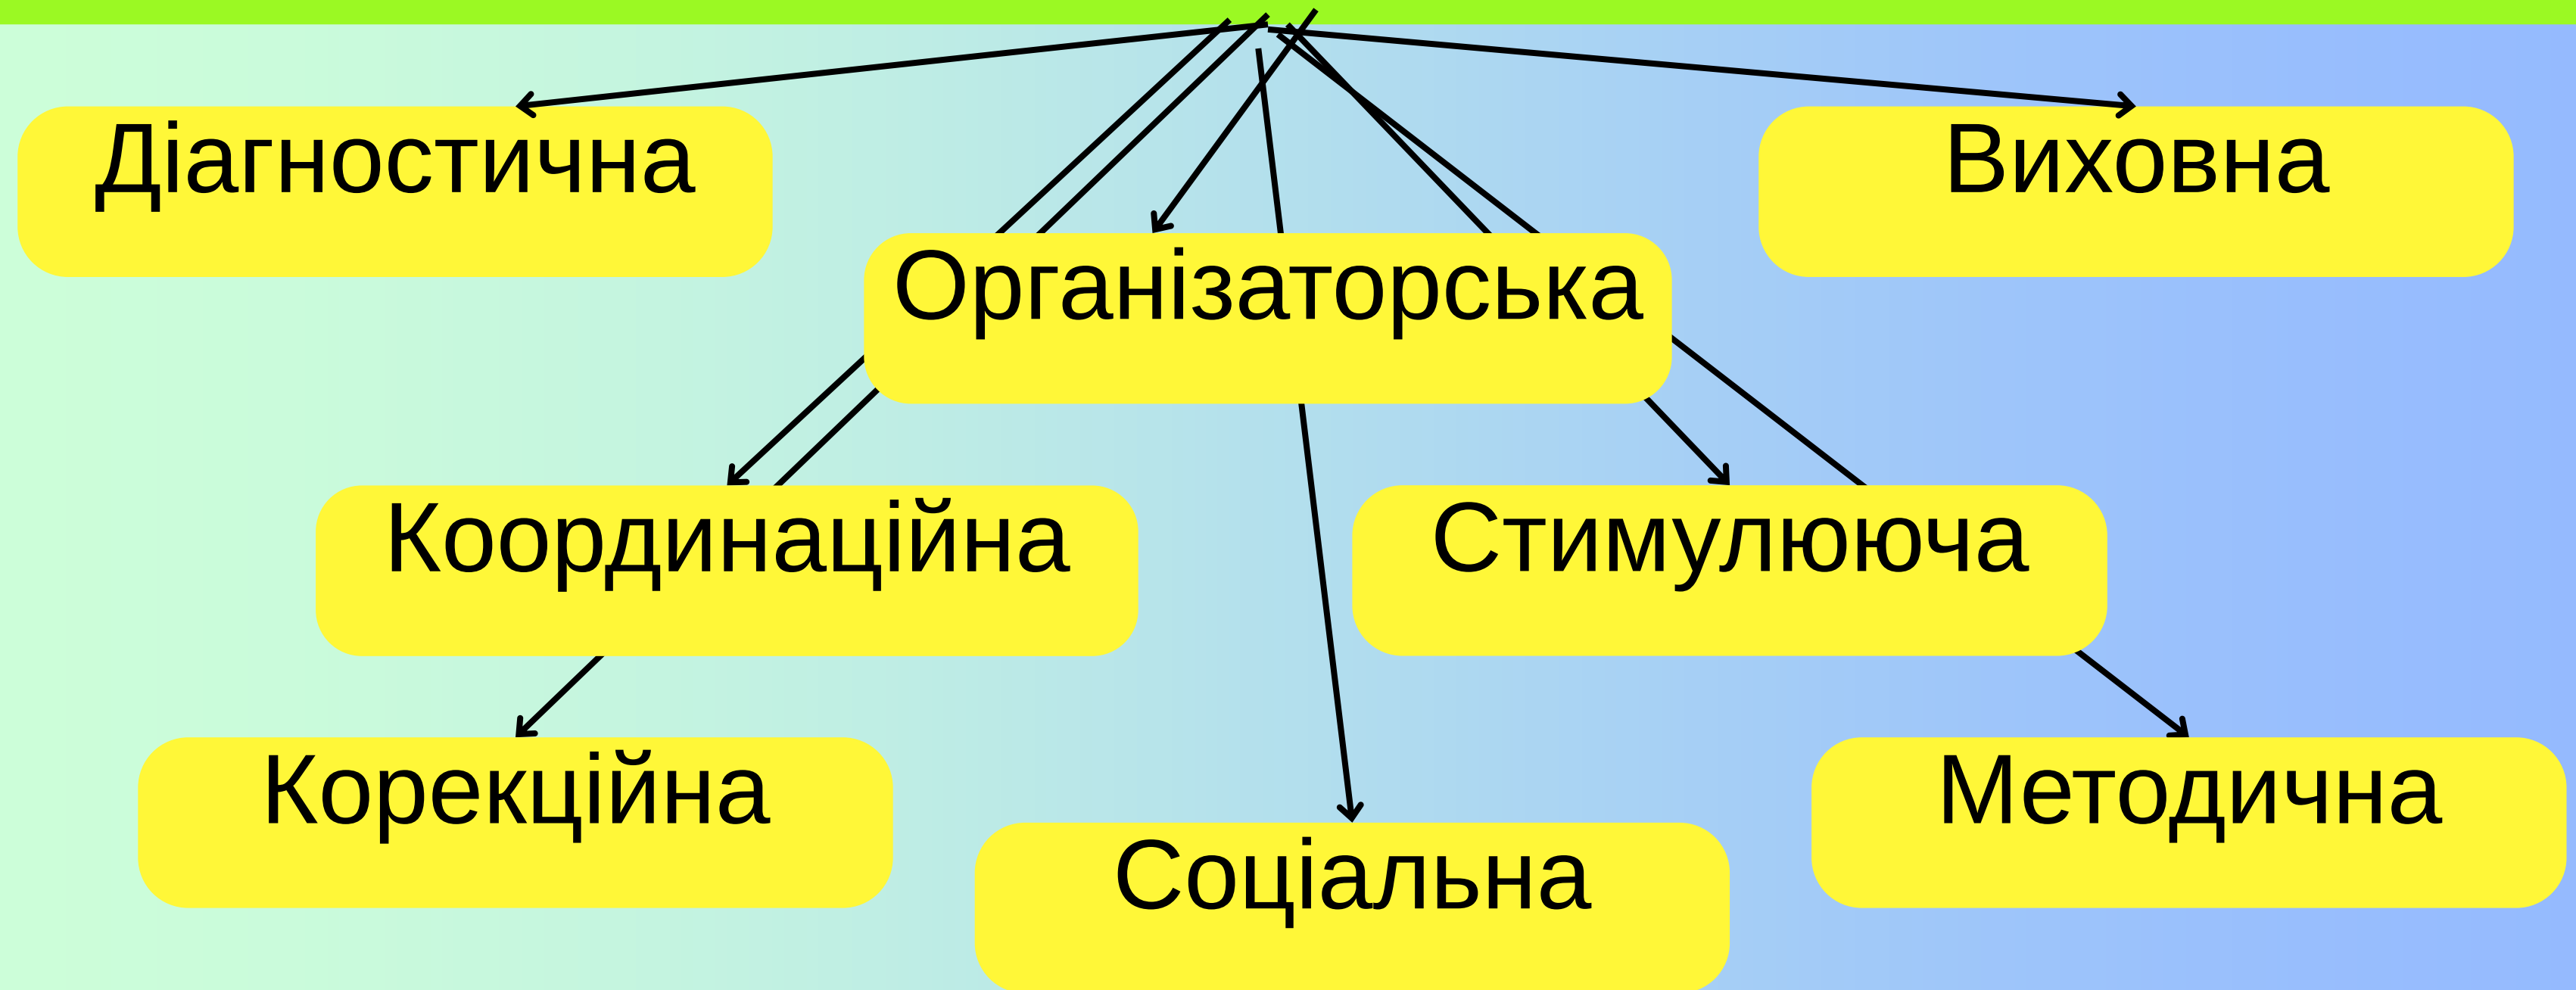 Діагностична
Виховна
Організаторська
Координаційна
Стимулююча
Корекційна
Методична
Соціальна